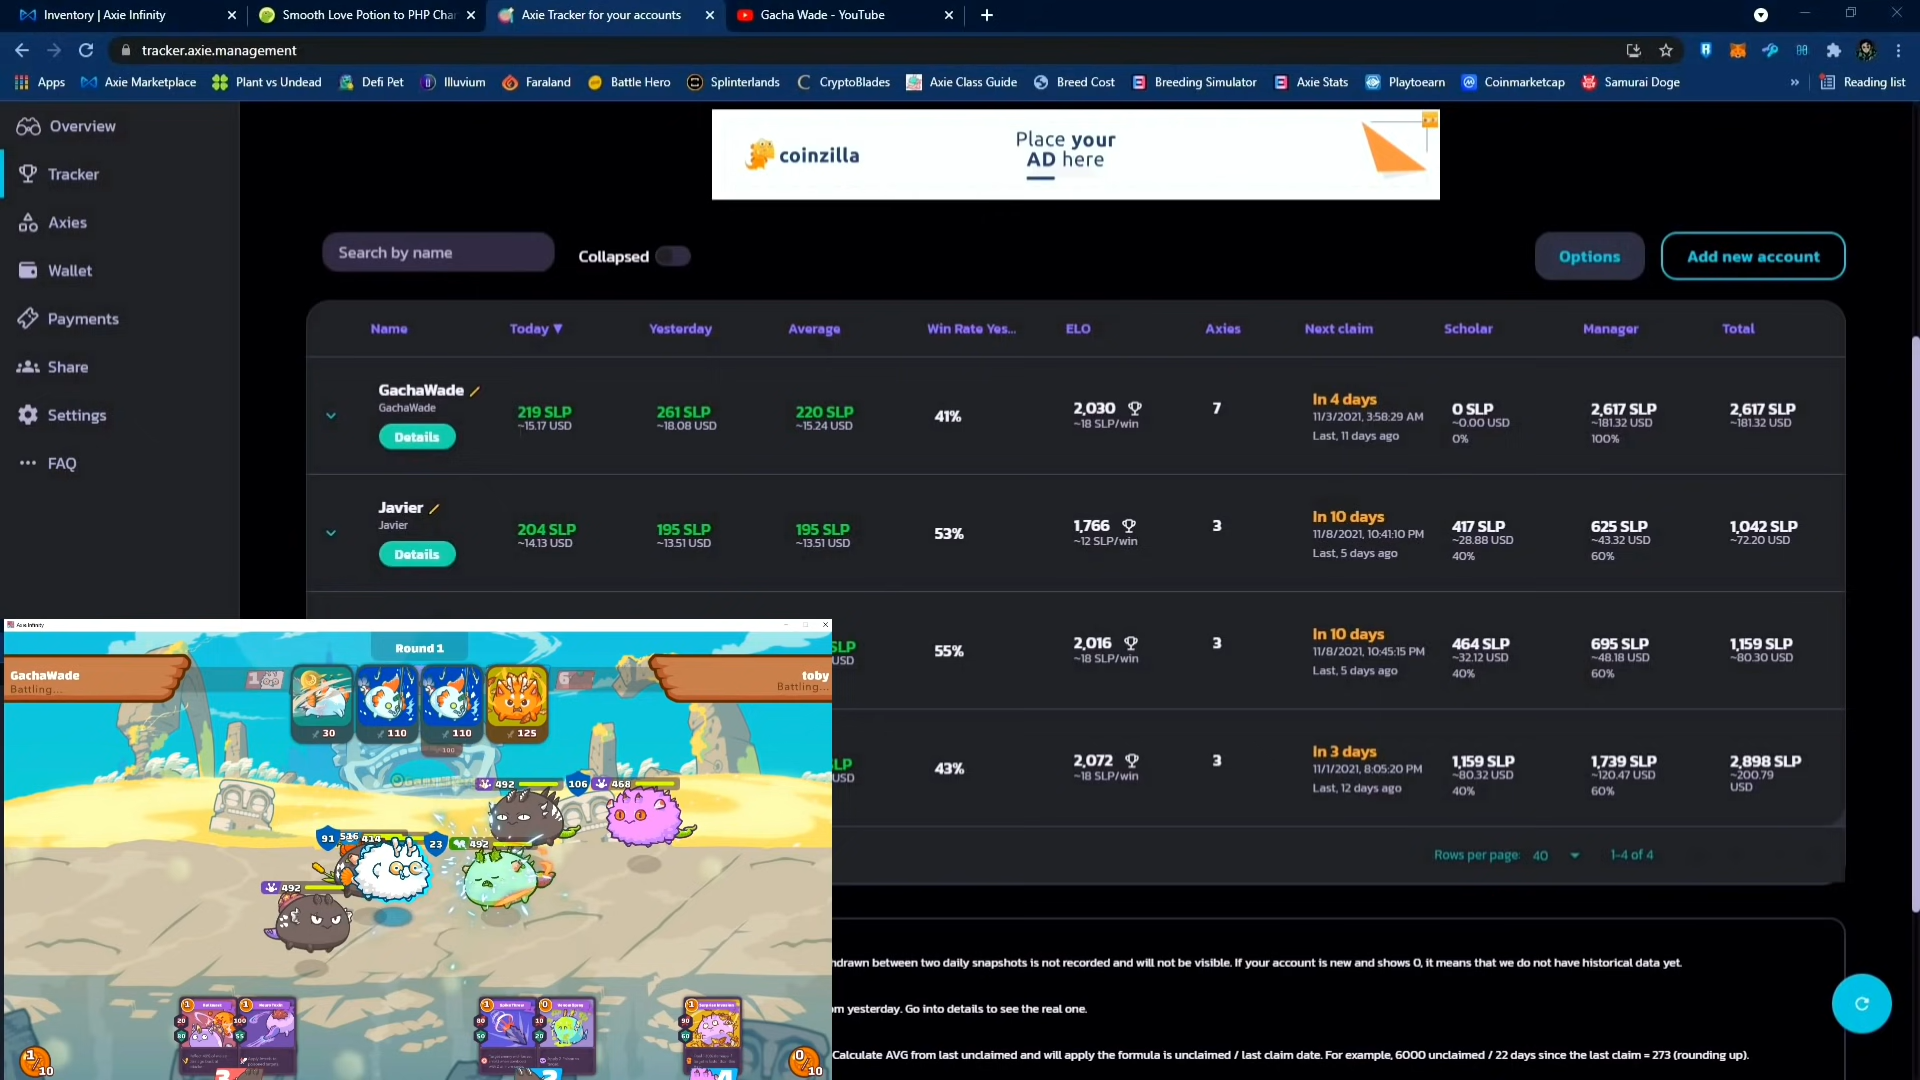 Inventory | Axie Infinity
Smooth Love Potion to PHP Cha
Axie Tracker for your accounts
Gacha Wade - YouTube
tracker.axie.management
Apps
Axie Marketplace
Plant vs Undead
Defi Pet
Illuvium
Faraland
Battle Hero
Splinterlands
CryptoBlades
Axie Class Guide
Breed Cost
Breeding Simulator
Axie Stats
Playtoearn
Coinmarketcap
Samurai Doge
Reading list
Overview
Tracker
Axies
Wallet
Payments
Share
Settings
FAQ
coinzilla
Place your
AD here
Search by name
Collapsed
Options
Add new account
Name Today ▼ Yesterday Average Win Rate Yes... ELO Axies Next claim Scholar Manager Total
GachaWade
GachaWade
Details
219 SLP
~15.17 USD
261 SLP
~18.08 USD
220 SLP
~15.24 USD
41%
2,030
~18 SLP/win
7
In 4 days
11/3/2021, 3:58:29 AM
Last, 11 days ago
0 SLP
~0.00 USD
0%
2,617 SLP
~181.32 USD
100%
2,617 SLP
~181.32 USD
Javier
Javier
Details
204 SLP
~14.13 USD
195 SLP
~13.51 USD
195 SLP
~13.51 USD
53%
1,766
~12 SLP/win
3
In 10 days
11/8/2021, 10:41:10 PM
Last, 5 days ago
417 SLP
~28.88 USD
40%
625 SLP
~43.32 USD
60%
1,042 SLP
~72.20 USD
SLP
USD
55%
2,016
~18 SLP/win
3
In 10 days
11/8/2021, 10:45:15 PM
Last, 5 days ago
464 SLP
~32.12 USD
40%
695 SLP
~48.18 USD
60%
1,159 SLP
~80.30 USD
LP
USD
43%
2,072
~18 SLP/win
3
In 3 days
11/1/2021, 8:05:20 PM
Last, 12 days ago
1,159 SLP
~80.32 USD
40%
1,739 SLP
~120.47 USD
60%
2,898 SLP
~200.79
USD
Rows per page: 40
1-4 of 4
drawn between two daily snapshots is not recorded and will not be visible. If your account is new and shows 0, it means that we do not have historical data yet.
m yesterday. Go into details to see the real one.
Calculate AVG from last unclaimed and will apply the formula is unclaimed / last claim date. For example, 6000 unclaimed / 22 days since the last claim = 273 (rounding up).
Axie Infinity
Round 1
GachaWade
Battling...
toby
Battling...
1
6
30
110
110
125
100
492
106
468
91
516
414
23
492
492
1/10
0/10
3
2
4